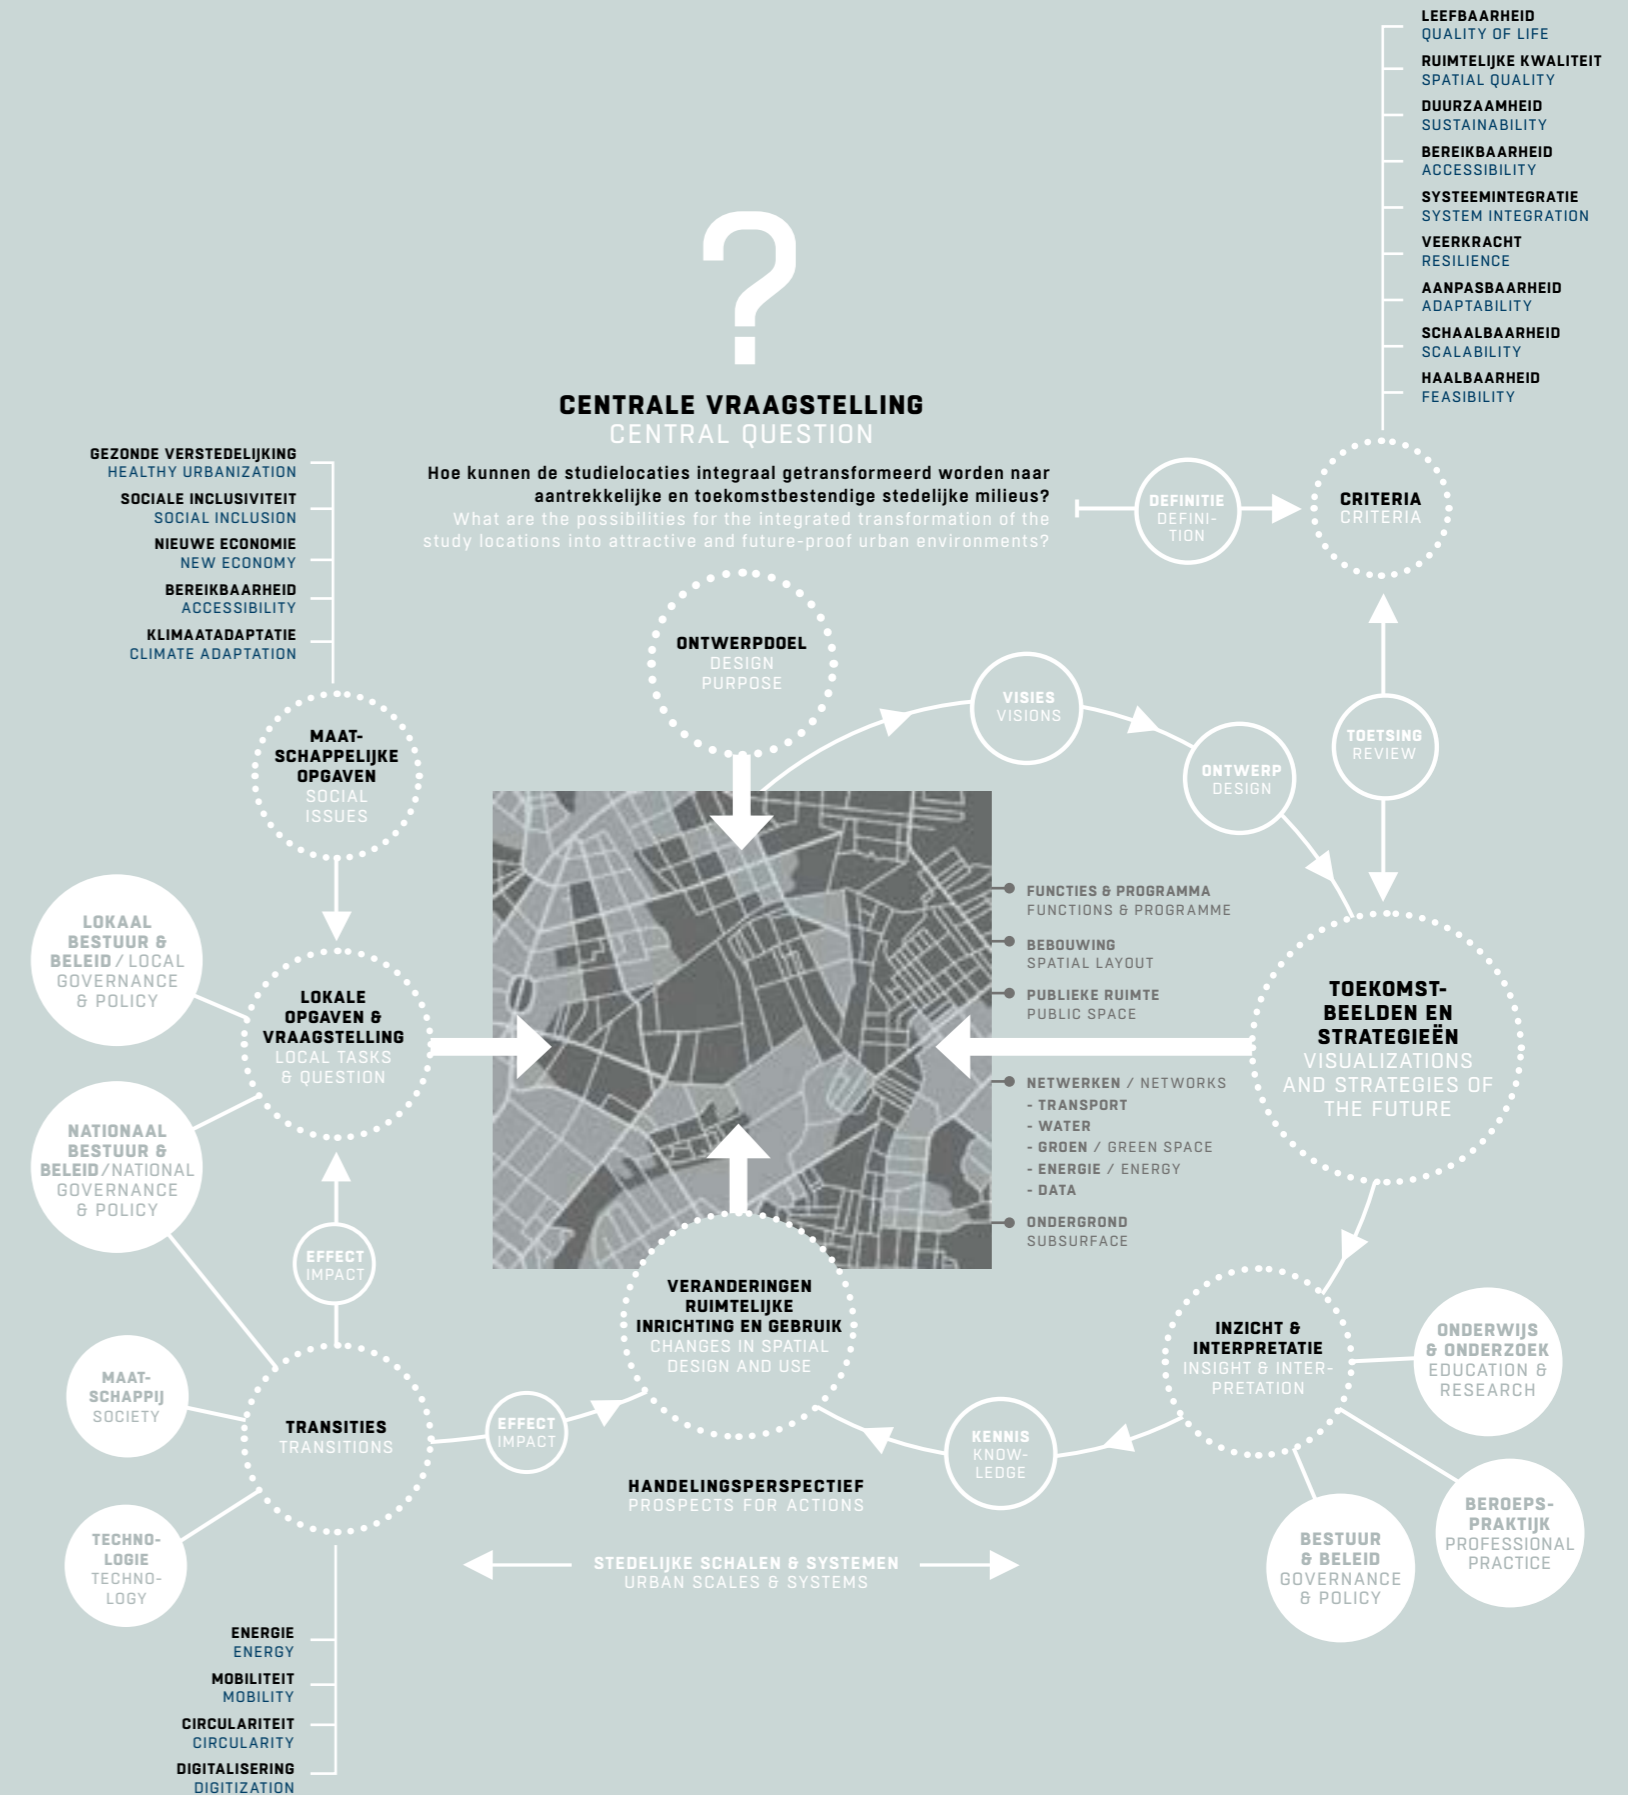 LEEFBAARHEID
QUALITY OF LIFE
RUIMTELIJKE KWALITEIT
SPATIAL QUALITY
DUURZAAMHEID
SUSTAINABILITY
BEREIKBAARHEID
ACCESSIBILITY
SYSTEEMINTEGRATIE
SYSTEM INTEGRATION
VEERKRACHT
RESILIENCE
AANPASBAARHEID
ADAPTABILITY
SCHAALBAARHEID
SCALABILITY
HAALBAARHEID
FEASIBILITY
?
CENTRALE VRAAGSTELLING
CENTRAL QUESTION
Hoe kunnen de studielocaties integraal getransformeerd worden naar
aantrekkelijke en toekomstbestendige stedelijke milieus?
What are the possibilities for the integrated transformation of the
study locations into attractive and future-proof urban environments?
DEFINITIE
DEFINI-
TION
CRITERIA
CRITERIA
GEZONDE VERSTEDELIJKING
HEALTHY URBANIZATION
SOCIALE INCLUSIVITEIT
SOCIAL INCLUSION
NIEUWE ECONOMIE
NEW ECONOMY
BEREIKBAARHEID
ACCESSIBILITY
KLIMAATADAPTATIE
CLIMATE ADAPTATION
ONTWERPDOEL
DESIGN
PURPOSE
VISIES
VISIONS
ONTWERP
DESIGN
TOETSING
REVIEW
MAAT-
SCHAPPELIJKE
OPGAVEN
SOCIAL
ISSUES
LOKAAL
BESTUUR &
BELEID / LOCAL
GOVERNANCE
& POLICY
LOKALE
OPGAVEN &
VRAAGSTELLING
LOCAL TASKS
& QUESTION
NATIONAAL
BESTUUR &
BELEID/NATIONAL
GOVERNANCE
& POLICY
EFFECT
IMPACT
FUNCTIES & PROGRAMMA
FUNCTIONS & PROGRAMME
BEBOUWING
SPATIAL LAYOUT
PUBLIEKE RUIMTE
PUBLIC SPACE
NETWERKEN / NETWORKS
- TRANSPORT
- WATER
- GROEN / GREEN SPACE
- ENERGIE / ENERGY
- DATA
ONDERGROND
SUBSURFACE
TOEKOMST-
BEELDEN EN
STRATEGIEËN
VISUALIZATIONS
AND STRATEGIES OF
THE FUTURE
VERANDERINGEN
RUIMTELIJKE
INRICHTING EN GEBRUIK
CHANGES IN SPATIAL
DESIGN AND USE
INZICHT &
INTERPRETATIE
INSIGHT & INTER-
PRETATION
ONDERWIJS
& ONDERZOEK
EDUCATION &
RESEARCH
MAAT-
SCHAPPIJ
SOCIETY
TRANSITIES
TRANSITIONS
EFFECT
IMPACT
KENNIS
KNOW-
LEDGE
HANDELINGSPERSPECTIEF
PROSPECTS FOR ACTIONS
BEROEPS-
PRAKTIJK
PROFESSIONAL
PRACTICE
BESTUUR
& BELEID
GOVERNANCE
& POLICY
TECHNO-
LOGIE
TECHNO-
LOGY
STEDELIJKE SCHALEN & SYSTEMEN
URBAN SCALES & SYSTEMS
ENERGIE
ENERGY
MOBILITEIT
MOBILITY
CIRCULARITEIT
CIRCULARITY
DIGITALISERING
DIGITIZATION